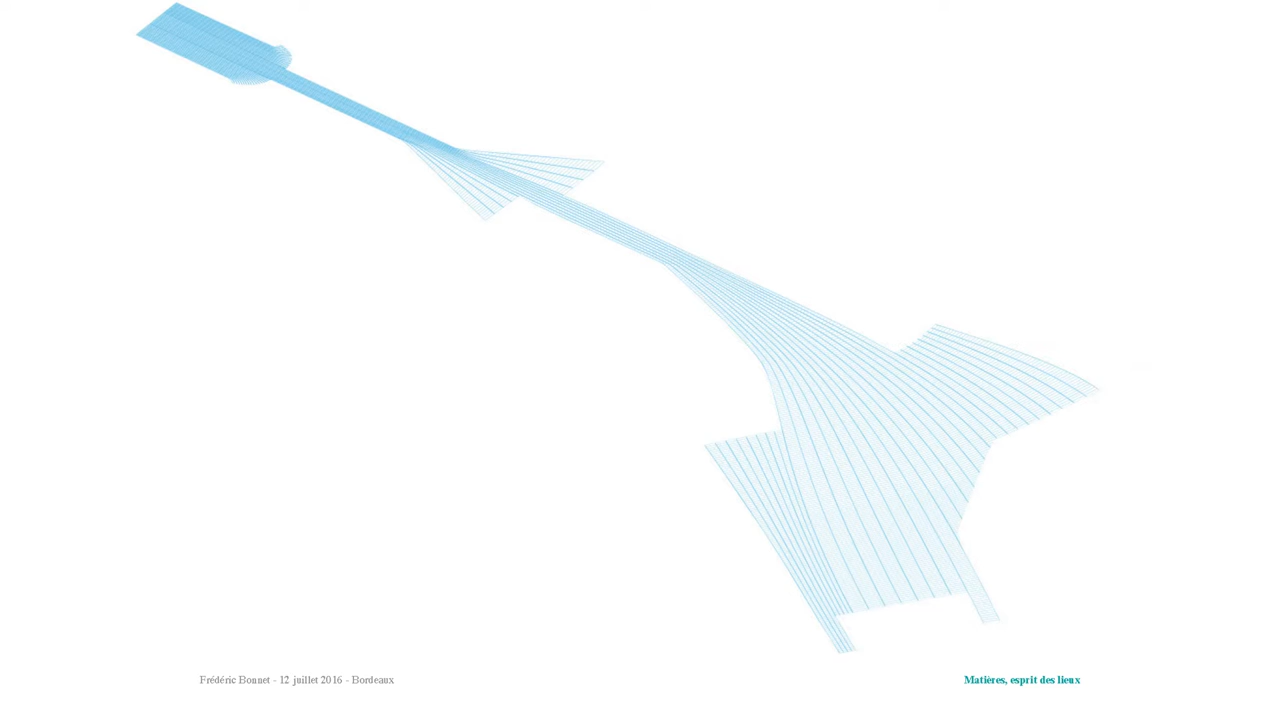 Frédéric Bonnet - 12 juillet 2016 - Bordeaux
Matières, esprit des lieux